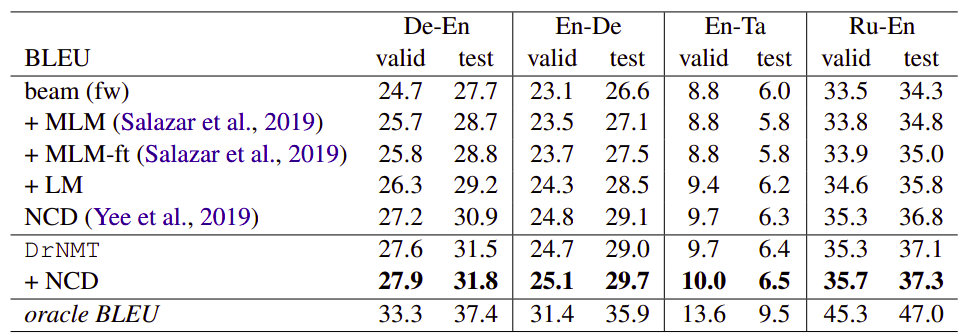 De-En En-De En-Ta Ru-En
BLEU valid test valid test valid test valid test
beam (fw) 24.7 27.7 23.1 26.6 8.8 6.0 33.5 34.3
+ MLM (Salazar et al., 2019) 25.7 28.7 23.5 27.1 8.8 5.8 33.8 34.8
+ MLM-ft (Salazar et al., 2019) 25.8 28.8 23.7 27.5 8.8 5.8 33.9 35.0
+ LM 26.3 29.2 24.3 28.5 9.4 6.2 34.6 35.8
NCD (Yee et al., 2019) 27.2 30.9 24.8 29.1 9.7 6.3 35.3 36.8
DrNMT 27.6 31.5 24.7 29.0 9.7 6.4 35.3 37.1
+ NCD 27.9 31.8 25.1 29.7 10.0 6.5 35.7 37.3
oracle BLEU 33.3 37.4 31.4 35.9 13.6 9.5 45.3 47.0